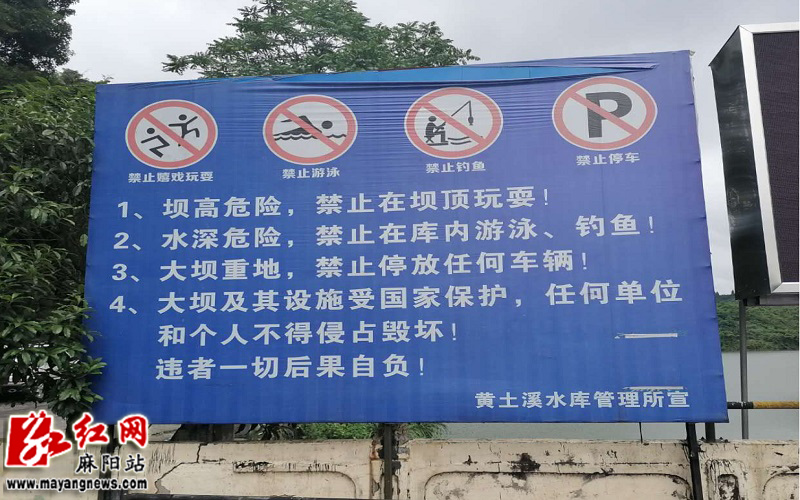 禁止嬉戏玩耍
禁止游泳
禁止钓鱼
P
禁止停车
1、坝高危险，禁止在坝顶玩耍！
2、水深危险，禁止在库内游泳、钓鱼！
3、大坝重地，禁止停放任何车辆！
4、大坝及其设施受国家保护，任何单位
和个人不得侵占毁坏！
违者一切后果自负！
黄土溪水库管理所宣
红红网
麻阳站
www.mayangnews.com